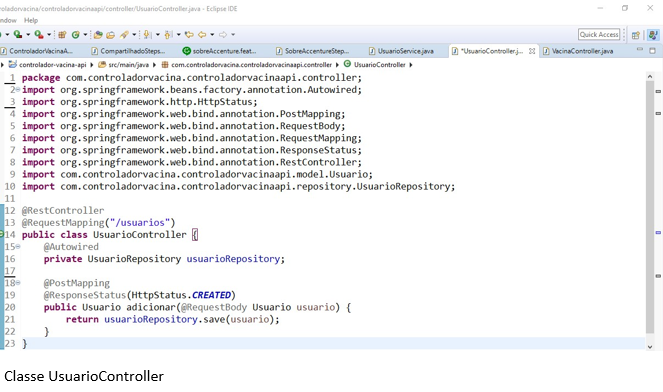 roladorvacina/controladorvacinaapi/controller/UsuarioController.java - Eclipse IDE
ndow Help
Quick Access
ControladorVacinaA...
CompartilhadoSteps...
sobreAccenture.feat...
SobreAccentureStep...
UsuarioService.java
*UsuarioController.j...
VacinaController.java
controlador-vacina-api
src/main/java
com.controladorvacina.controladorvacinaapi.controller
UsuarioController
1 package com.controladorvacina.controladorvacinaapi.controller;
2 import org.springframework.beans.factory.annotation.Autowired;
3 import org.springframework.http.HttpStatus;
4 import org.springframework.web.bind.annotation.PostMapping;
5 import org.springframework.web.bind.annotation.RequestBody;
6 import org.springframework.web.bind.annotation.RequestMapping;
7 import org.springframework.web.bind.annotation.ResponseStatus;
8 import org.springframework.web.bind.annotation.RestController;
9 import com.controladorvacina.controladorvacinaapi.model.Usuario;
10 import com.controladorvacina.controladorvacinaapi.repository.UsuarioRepository;
11
12 @RestController
13 @RequestMapping("/usuarios")
14 public class UsuarioController {
15 @Autowired
16 private UsuarioRepository usuarioRepository;
17
18 @PostMapping
19 @ResponseStatus(HttpStatus.CREATED)
20 public Usuario adicionar(@RequestBody Usuario usuario) {
21 return usuarioRepository.save(usuario);
22 }
23 }
Classe UsuarioController